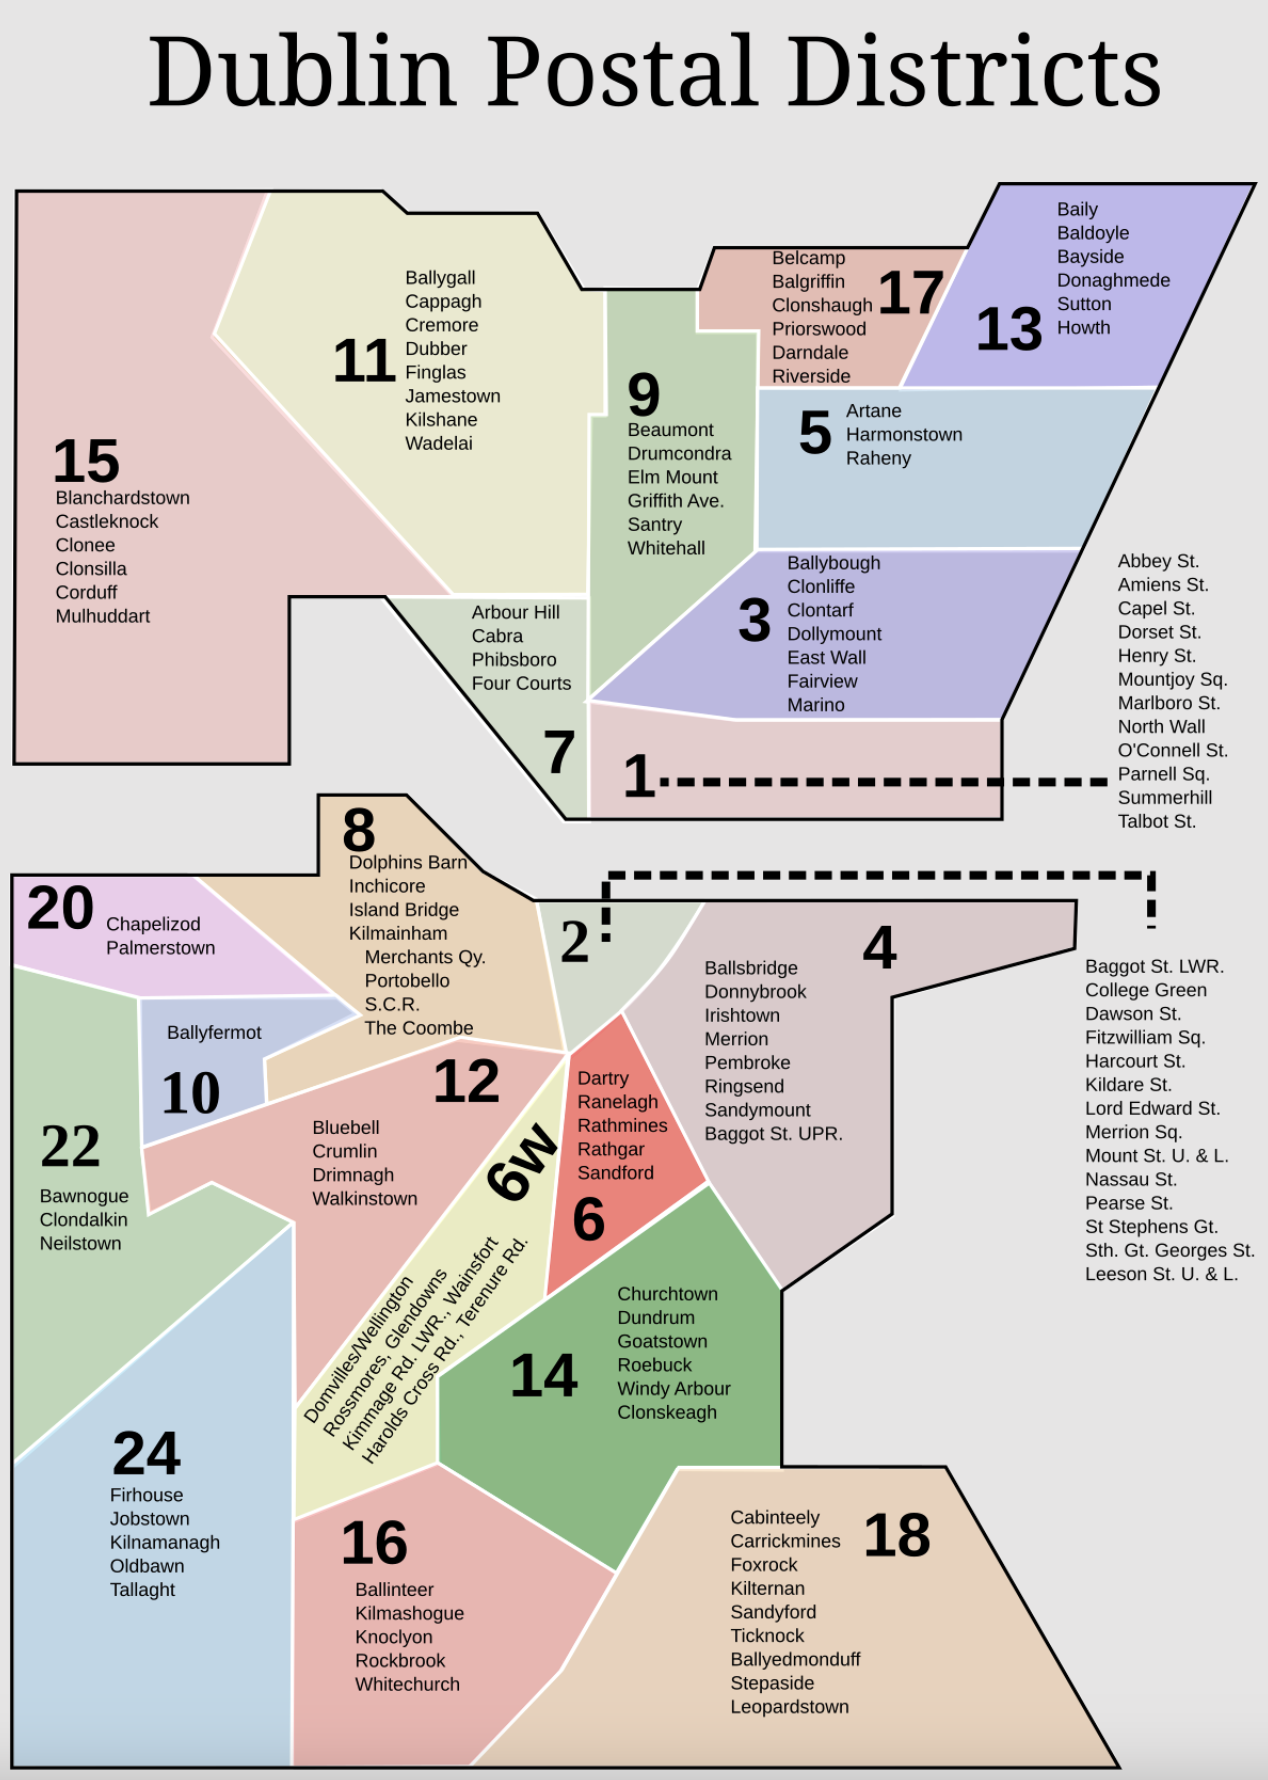 Dublin Postal Districts
15
Blanchardstown
Castleknock
Clonee
Clonsilla
Corduff
Mulhuddart
11
Ballygall
Cappagh
Cremore
Dubber
Finglas
Jamestown
Kilshane
Wadelai
9
Beaumont
Drumcondra
Elm Mount
Griffith Ave.
Santry
Whitehall
17
Belcamp
Balgriffin
Clonshaugh
Priorswood
Darndale
Riverside
13
Baily
Baldoyle
Bayside
Donaghmede
Sutton
Howth
5
Artane
Harmonstown
Raheny
3
Ballybough
Clonliffe
Clontarf
Dollymount
East Wall
Fairview
Marino
Arbour Hill
Cabra
Phibsboro
Four Courts
7
1
Abbey St.
Amiens St.
Capel St.
Dorset St.
Henry St.
Mountjoy Sq.
Marlboro St.
North Wall
O'Connell St.
Parnell Sq.
Summerhill
Talbot St.
8
Dolphins Barn
Inchicore
Island Bridge
Kilmainham
Merchants Qy.
Portobello
S.C.R.
The Coombe
20
Chapelizod
Palmerstown
2
Baggot St. LWR.
College Green
Dawson St.
Fitzwilliam Sq.
Harcourt St.
Kildare St.
Lord Edward St.
Merrion Sq.
Mount St. U. & L.
Nassau St.
Pearse St.
St Stephens Gt.
Sth. Gt. Georges St.
Leeson St. U. & L.
4
Ballsbridge
Donnybrook
Irishtown
Merrion
Pembroke
Ringsend
Sandymount
Baggot St. UPR.
Ballyfermot
10
22
Bawnogue
Clondalkin
Neilstown
12
Bluebell
Crumlin
Drimnagh
Walkinstown
6w
Domvilles/Wellington
Rossmores, Glendowns
Kimmage Rd. LWR., Wainsfort
Harolds Cross Rd., Terenure Rd.
Dartry
Ranelagh
Rathmines
Rathgar
Sandford
6
14
Churchtown
Dundrum
Goatstown
Roebuck
Windy Arbour
Clonskeagh
24
Firhouse
Jobstown
Kilnamanagh
Oldbawn
Tallaght
16
Ballinteer
Kilmashogue
Knoclyon
Rockbrook
Whitechurch
18
Cabinteely
Carrickmines
Foxrock
Kilternan
Sandyford
Ticknock
Ballyedmonduff
Stepaside
Leopardstown